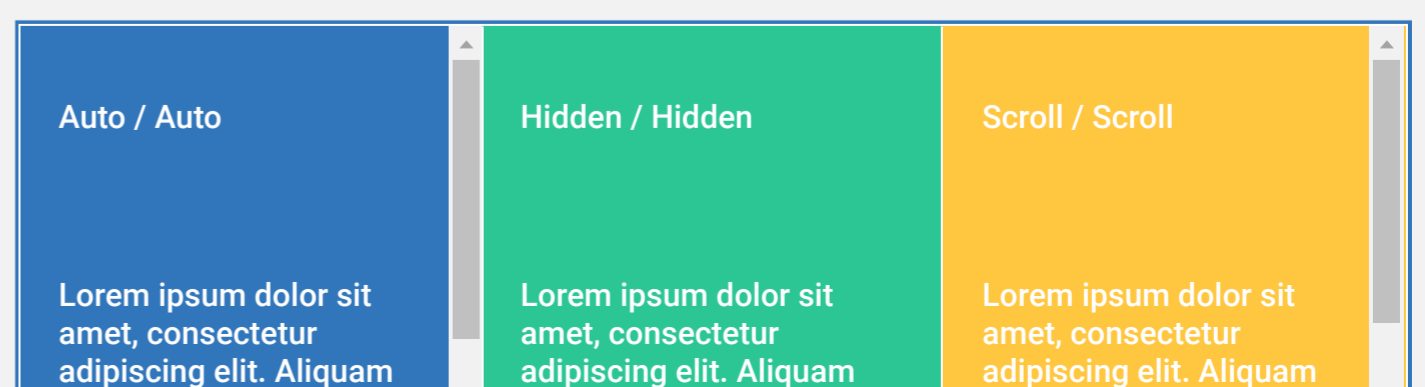 Auto / Auto
Lorem ipsum dolor sit
amet, consectetur
adipiscing elit. Aliquam
Hidden / Hidden
Lorem ipsum dolor sit
amet, consectetur
adipiscing elit. Aliquam
Scroll / Scroll
Lorem ipsum dolor sit
amet, consectetur
adipiscing elit. Aliquam